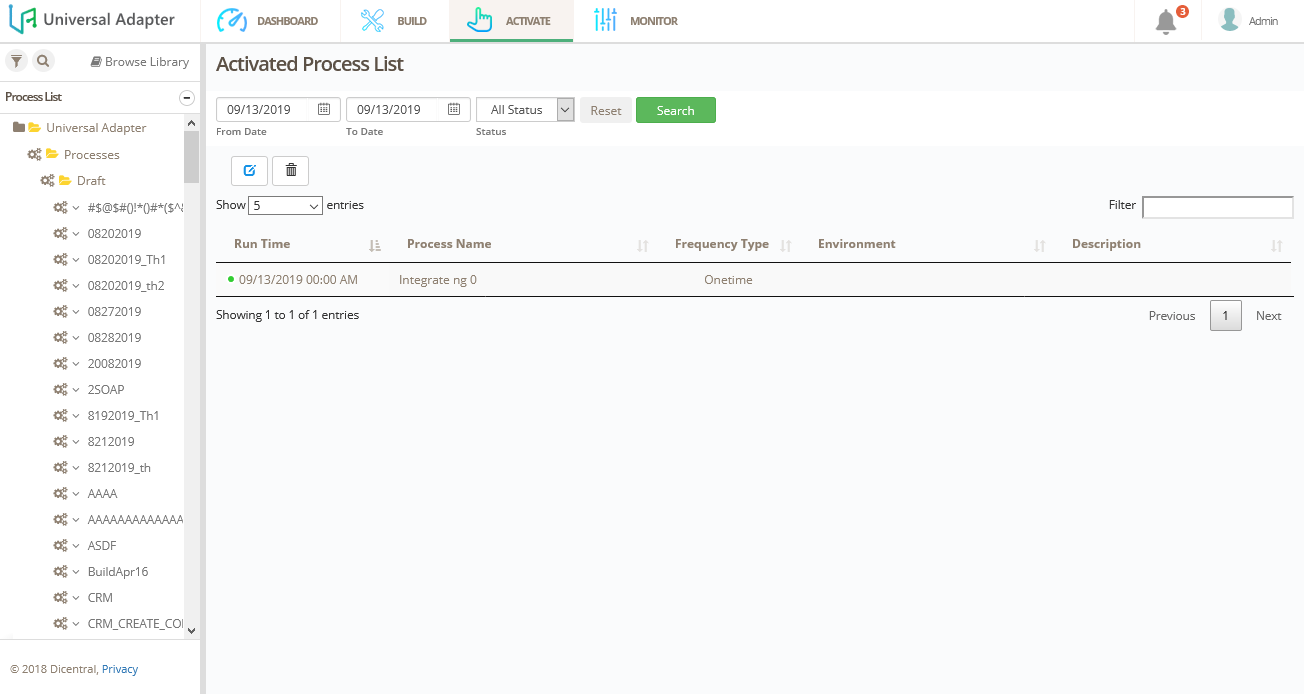 Universal Adapter
DASHBOARD
BUILD
ACTIVATE
MONITOR
3
Admin
Browse Library
Process List
Universal Adapter
Processes
Draft
#$@$#()!*()#*($^&
08202019
08202019_Th1
08202019_th2
08272019
08282019
20082019
2SOAP
8192019_Th1
8212019
8212019_th
AAAA
AAAAAAAAAAAAA
ASDF
BuildApr16
CRM
CRM_CREATE_CO
© 2018 Dicentral, Privacy
Activated Process List
09/13/2019 09/13/2019 All Status Reset Search
From Date To Date Status
Show 5 entries Filter
Run Time Process Name Frequency Type Environment Description
09/13/2019 00:00 AM Integrate ng 0 Onetime
Showing 1 to 1 of 1 entries Previous 1 Next